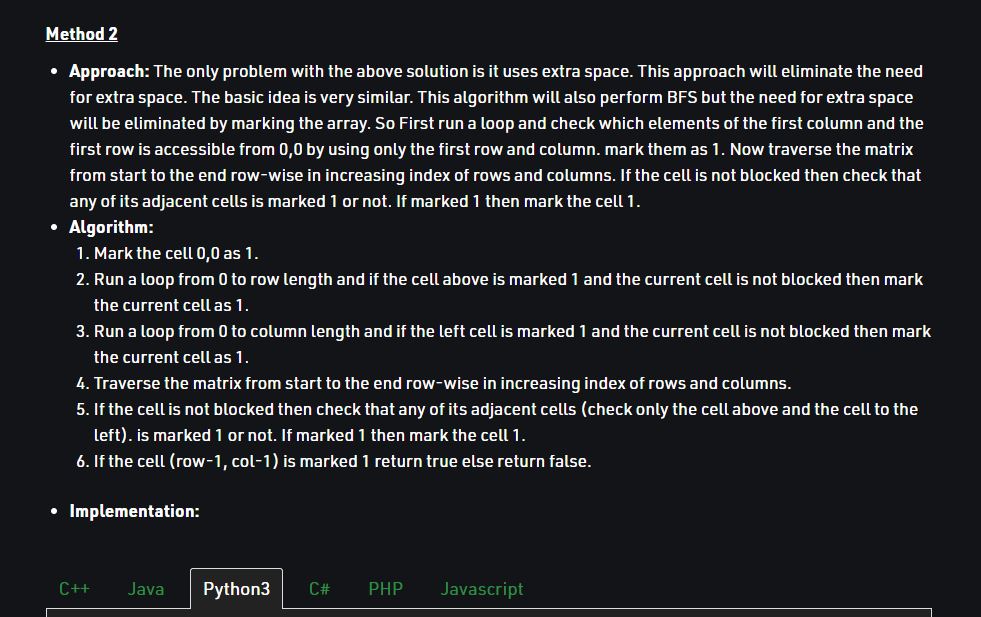 Method 2
• Approach: The only problem with the above solution is it uses extra space. This approach will eliminate the need
for extra space. The basic idea is very similar. This algorithm will also perform BFS but the need for extra space
will be eliminated by marking the array. So First run a loop and check which elements of the first column and the
first row is accessible from 0,0 by using only the first row and column. mark them as 1. Now traverse the matrix
from start to the end row-wise in increasing index of rows and columns. If the cell is not blocked then check that
any of its adjacent cells is marked 1 or not. If marked 1 then mark the cell 1.
• Algorithm:
1. Mark the cell 0,0 as 1.
2. Run a loop from 0 to row length and if the cell above is marked 1 and the current cell is not blocked then mark
the current cell as 1.
3. Run a loop from 0 to column length and if the left cell is marked 1 and the current cell is not blocked then mark
the current cell as 1.
4. Traverse the matrix from start to the end row-wise in increasing index of rows and columns.
5. If the cell is not blocked then check that any of its adjacent cells (check only the cell above and the cell to the
left). is marked 1 or not. If marked 1 then mark the cell 1.
6. If the cell (row-1, col-1) is marked 1 return true else return false.
• Implementation:
C++ Java Python3 C# PHP Javascript